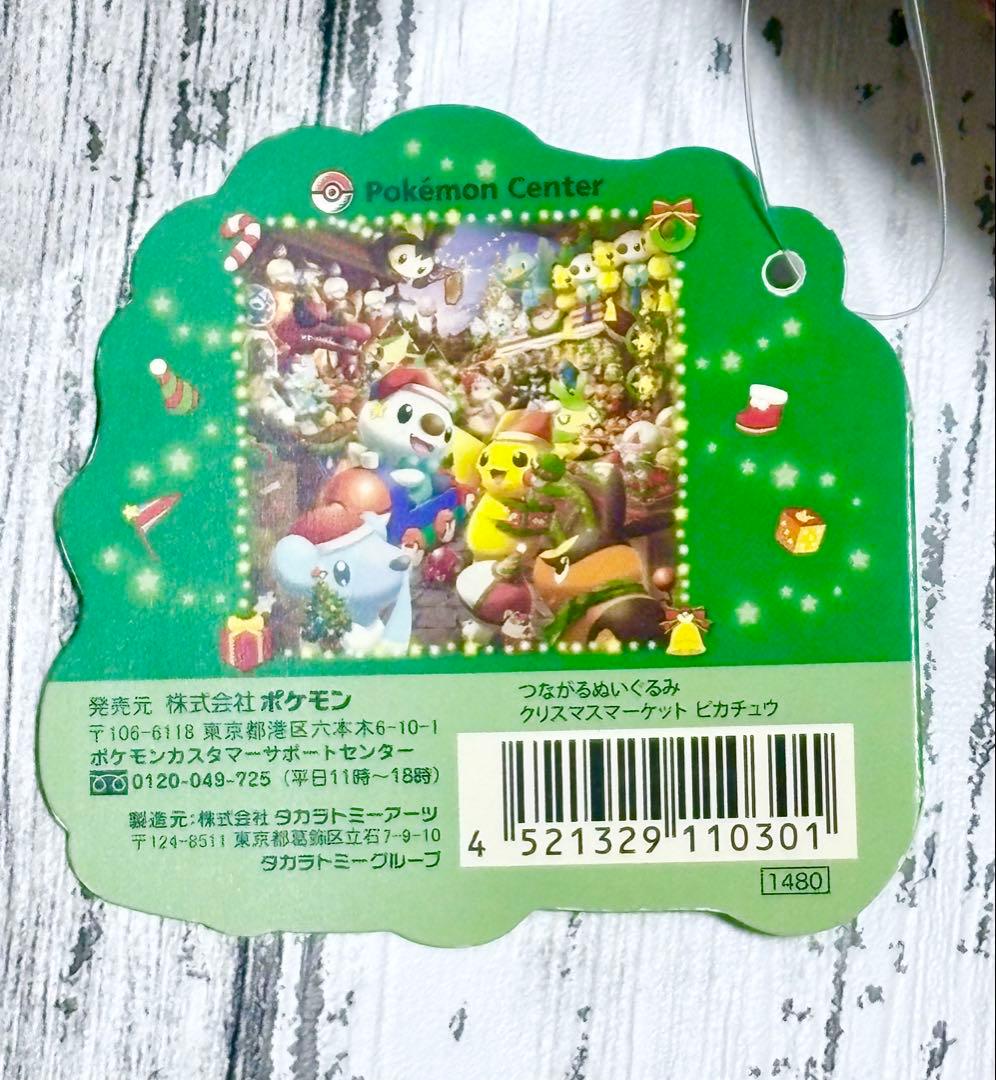 Pokémon Center
発売元 株式会社ポケモン
〒106-6118 東京都港区六本木6-10-1
ポケモンカスタマーサポートセンター
0120-049-725 (平日11時～18時)
製造元:株式会社 タカラトミーアーツ
〒124-8511 東京都葛飾区立石7-9-10
タカラトミーグループ
つながるぬいぐるみ
クリスマスマーケット ピカチュウ
4 521329 110301
1480